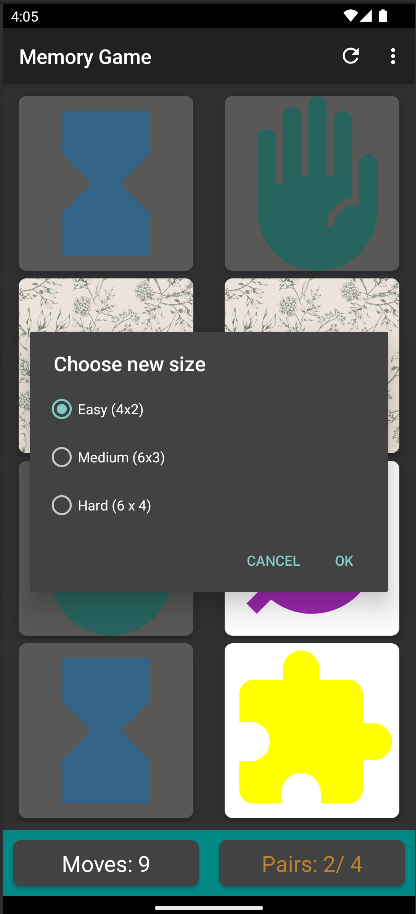 4:05
Memory Game
Choose new size
Easy (4x2)
Medium (6x3)
Hard (6 x 4)
CANCEL OK
Moves: 9 Pairs: 2/ 4